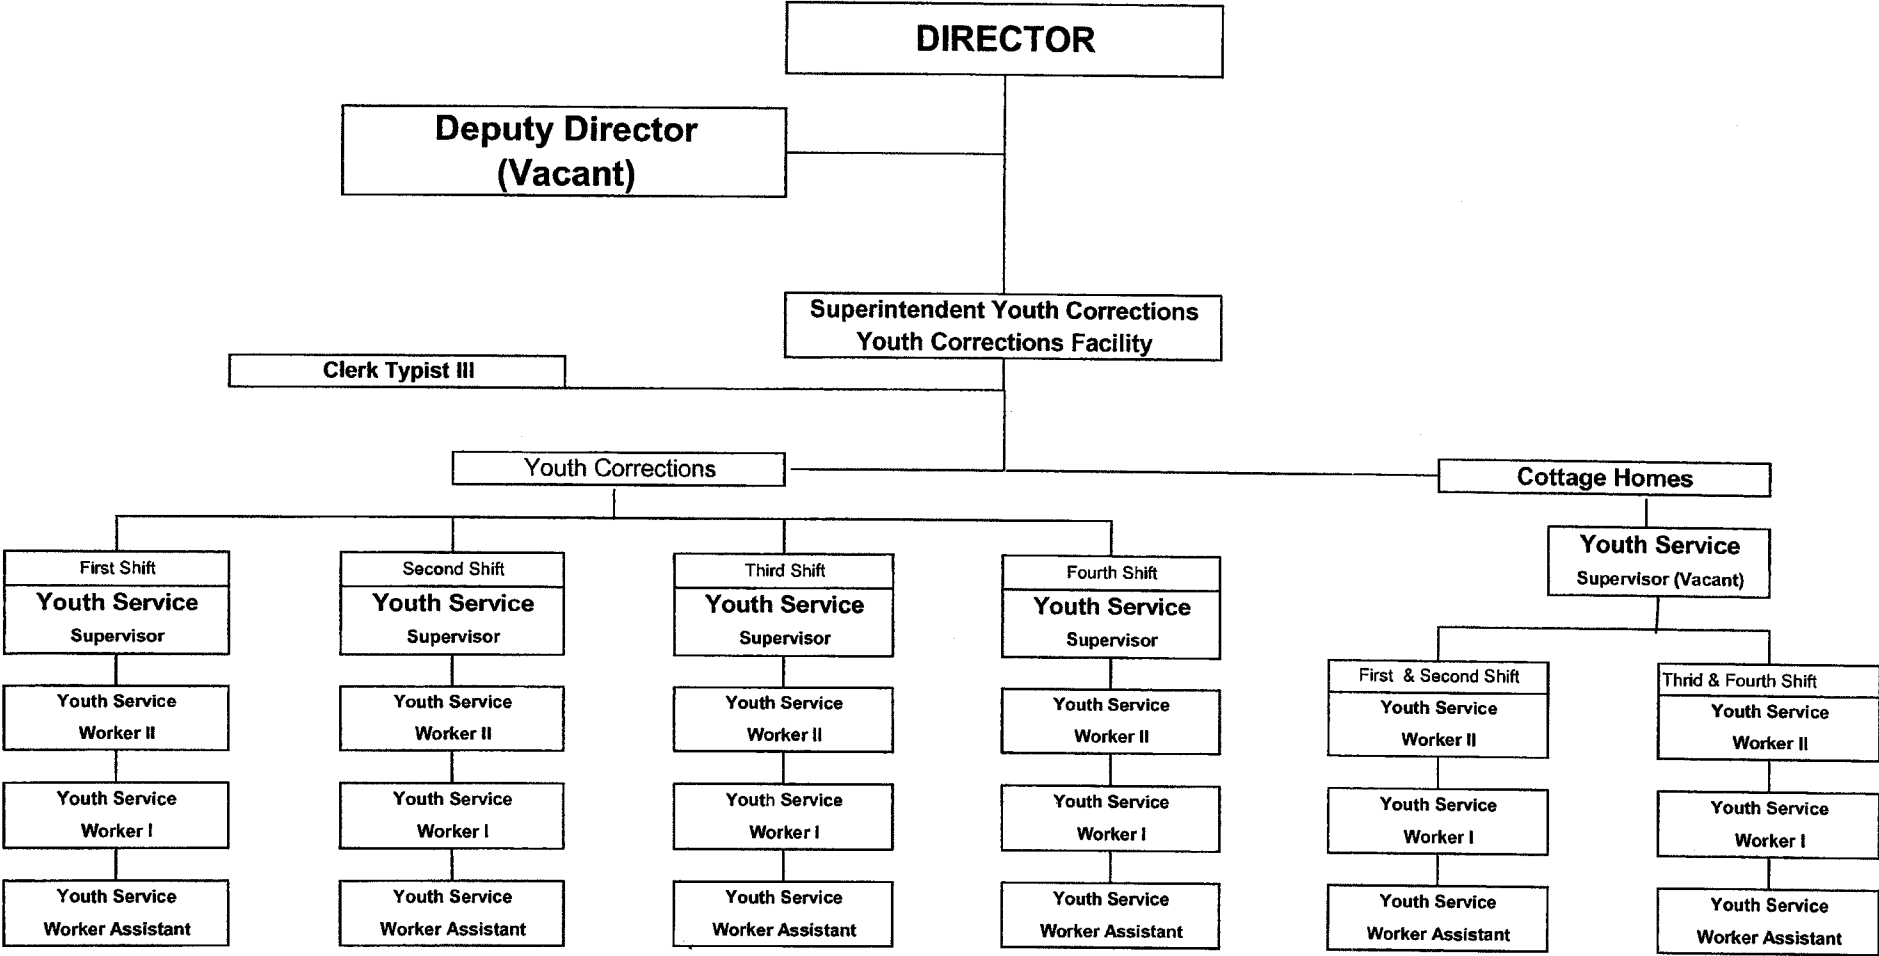 DIRECTOR
Deputy Director
(Vacant)
Superintendent Youth Corrections
Youth Corrections Facility
Clerk Typist III
Youth Corrections
Cottage Homes
Youth Service
Supervisor (Vacant)
First Shift
Youth Service
Supervisor
Youth Service
Worker II
Youth Service
Worker I
Youth Service
Worker Assistant
Second Shift
Youth Service
Supervisor
Youth Service
Worker II
Youth Service
Worker I
Youth Service
Worker Assistant
Third Shift
Youth Service
Supervisor
Youth Service
Worker II
Youth Service
Worker I
Youth Service
Worker Assistant
Fourth Shift
Youth Service
Supervisor
Youth Service
Worker II
Youth Service
Worker I
Youth Service
Worker Assistant
First & Second Shift
Youth Service
Worker II
Youth Service
Worker I
Youth Service
Worker Assistant
Thrid & Fourth Shift
Youth Service
Worker II
Youth Service
Worker I
Youth Service
Worker Assistant